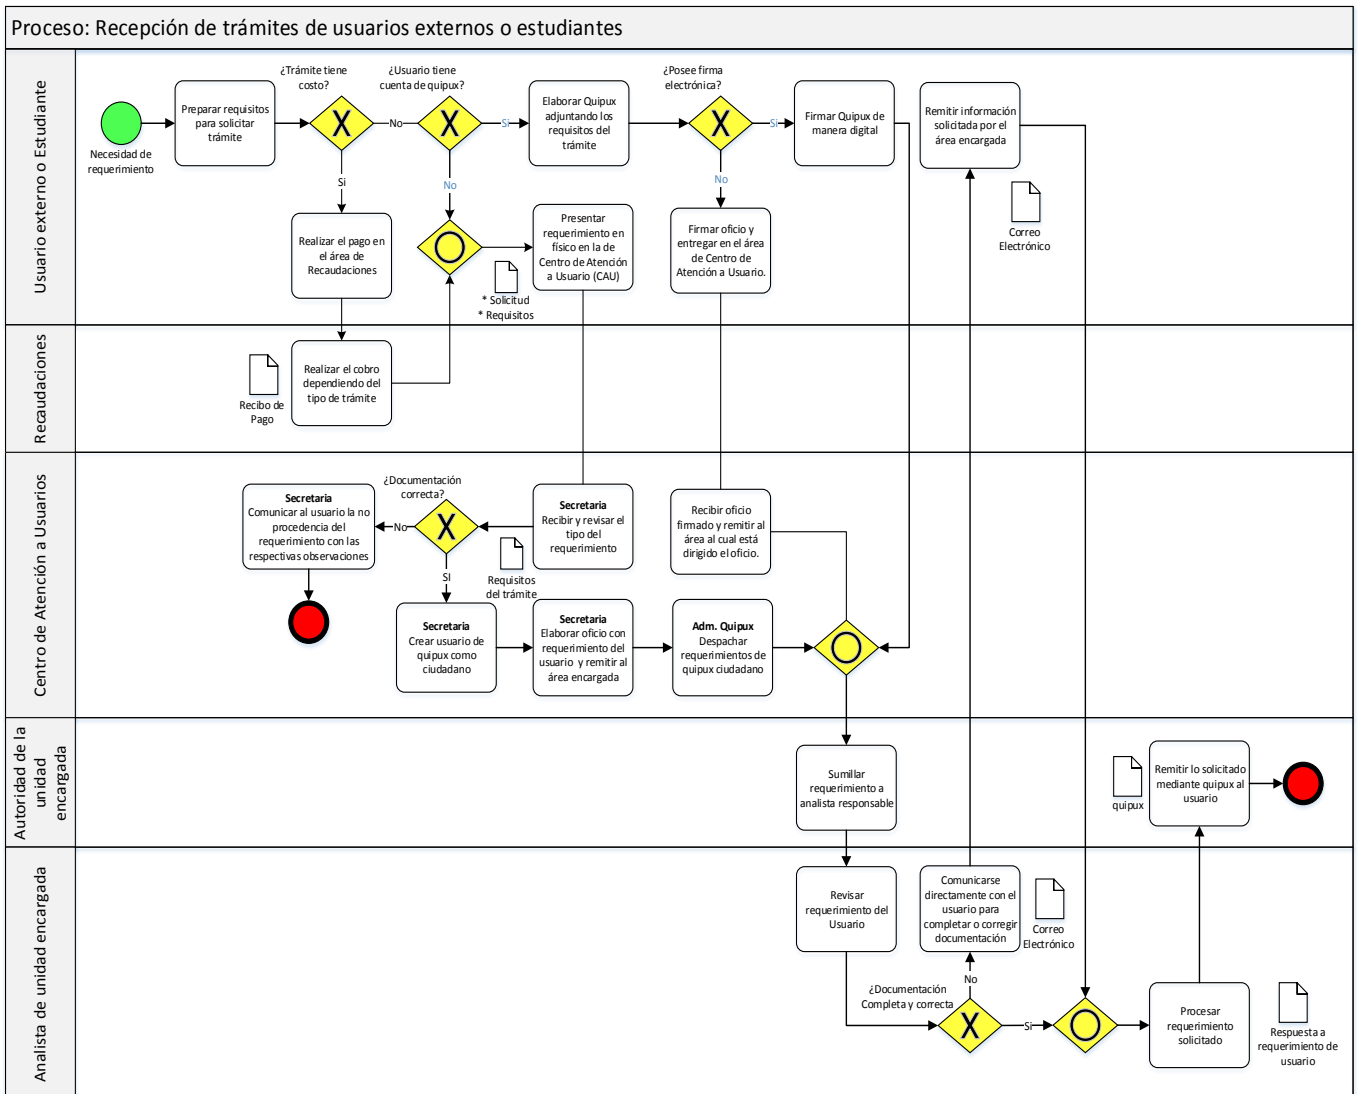 Proceso: Recepción de trámites de usuarios externos o estudiantes
Usuario externo o Estudiante
Necesidad de
requerimiento
Preparar requisitos
para solicitar
trámite
¿Trámite tiene
costo?
No
Si
¿Usuario tiene
cuenta de quipux?
Si
No
Elaborar Quipux
adjuntando los
requisitos del
trámite
¿Posee firma
electrónica?
Si
No
Firmar Quipux de
manera digital
Remitir información
solicitada por el
área encargada
Correo
Electrónico
Realizar el pago en
el área de
Recaudaciones
* Solicitud
* Requisitos
Presentar
requerimiento en
físico en la de
Centro de Atención
a Usuario (CAU)
Firmar oficio y
entregar en el área
de Centro de
Atención a Usuario.
Recaudaciones
Recibo de
Pago
Realizar el cobro
dependiendo del
tipo de trámite
Centro de Atención a Usuarios
Secretaria
Comunicar al usuario la no
procedencia del
requerimiento con las
respectivas observaciones
¿Documentación
correcta?
No
SI
Requisitos
del trámite
Secretaria
Recibir y revisar el
tipo del
requerimiento
Recibir oficio
firmado y remitir al
área al cual está
dirigido el oficio.
Secretaria
Crear usuario de
quipux como
ciudadano
Secretaria
Elaborar oficio con
requerimiento del
usuario y remitir al
área encargada
Adm. Quipux
Despachar
requerimientos de
quipux ciudadano
Autoridad de la
unidad
encargada
Sumillar
requerimiento a
analista responsable
quipux
Remitir lo solicitado
mediante quipux al
usuario
Analista de unidad encargada
Revisar
requerimiento del
Usuario
Comunicarse
directamente con el
usuario para
completar o corregir
documentación
Correo
Electrónico
¿Documentación
Completa y correcta
No
Si
Procesar
requerimiento
solicitado
Respuesta a
requerimiento de
usuario